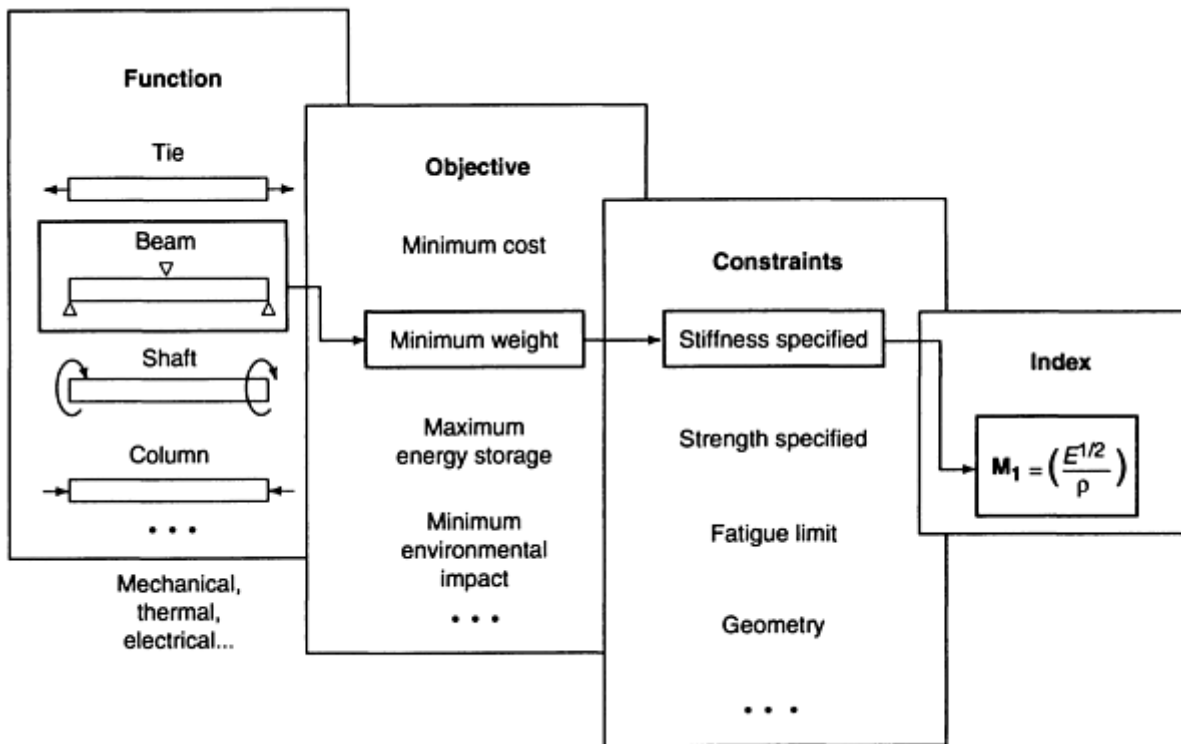 Function
Tie
Beam
Shaft
Column
• • •
Mechanical,
thermal,
electrical...
Objective
Minimum cost
Minimum weight
Maximum
energy storage
Minimum
environmental
impact
• • •
Constraints
Stiffness specified
Strength specified
Fatigue limit
Geometry
• • •
Index
M₁ = (E^{1/2}/ρ)